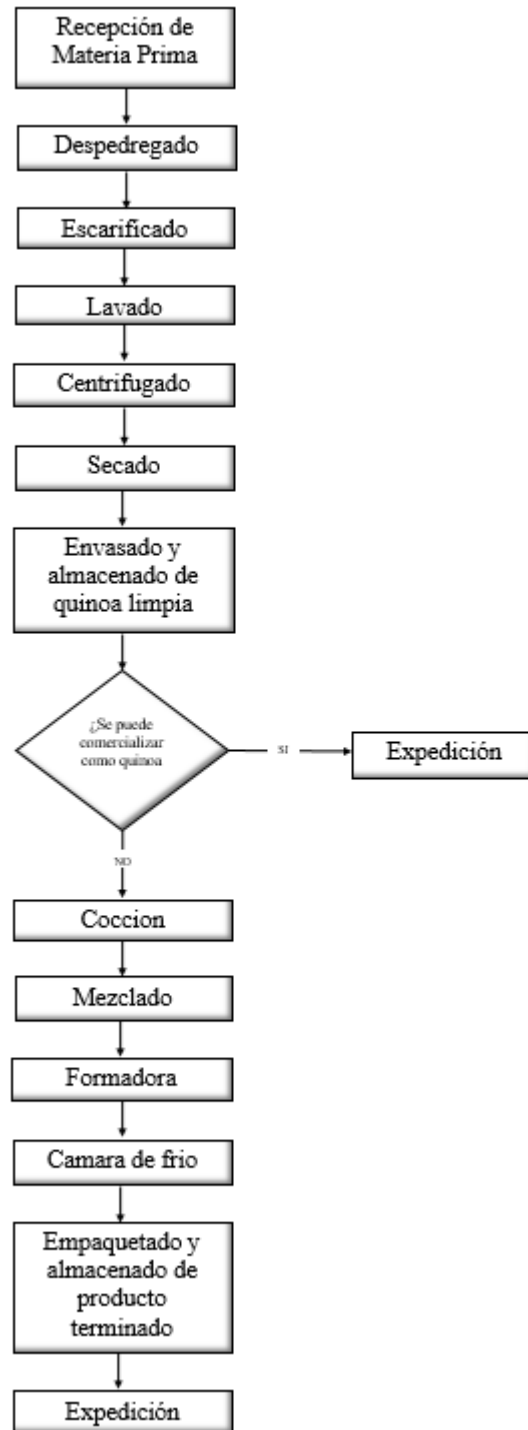 Recepción de
Materia Prima
Despedregado
Escarificado
Lavado
Centrifugado
Secado
Envasado y
almacenado de
quinoa limpia
¿Se puede
comercializar
como quinoa
SI
Expedición
NO
Coccion
Mezclado
Formadora
Camara de frio
Empaquetado y
almacenado de
producto
terminado
Expedición